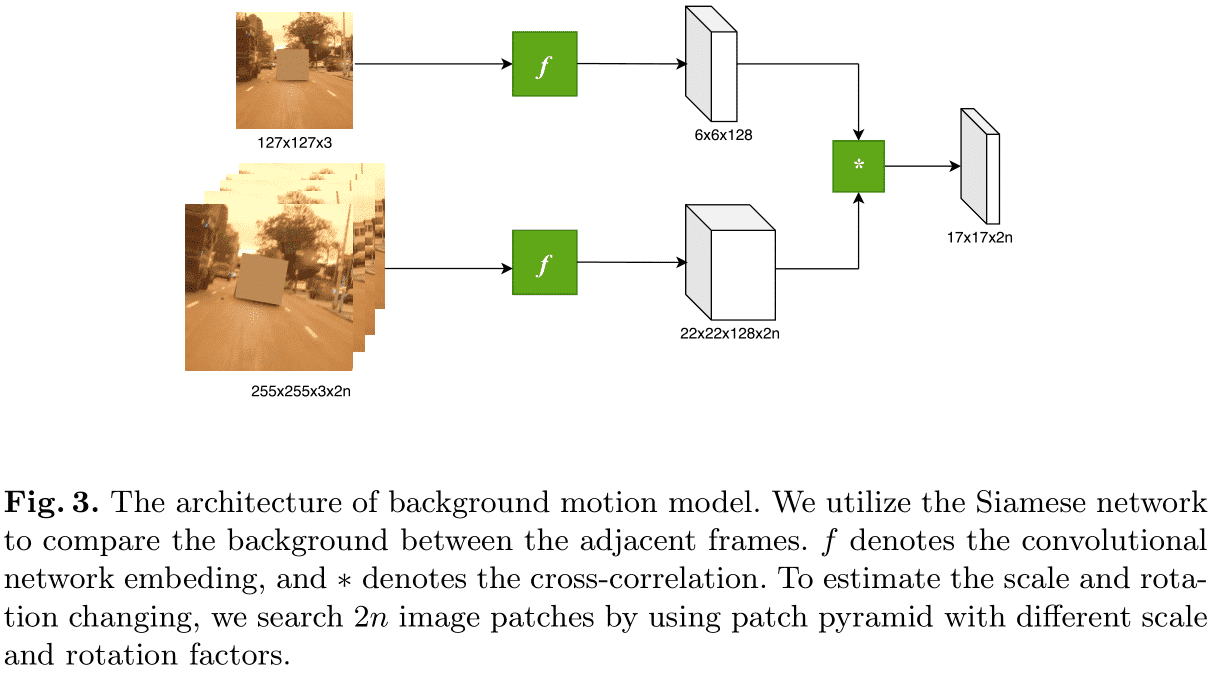 f
127x127x3
6x6x128
*
17x17x2n
f
22x22x128x2n
255x255x3x2n
Fig. 3. The architecture of background motion model. We utilize the Siamese network
to compare the background between the adjacent frames. f denotes the convolutional
network embeding, and ∗ denotes the cross-correlation. To estimate the scale and rota-
tion changing, we search 2n image patches by using patch pyramid with different scale
and rotation factors.